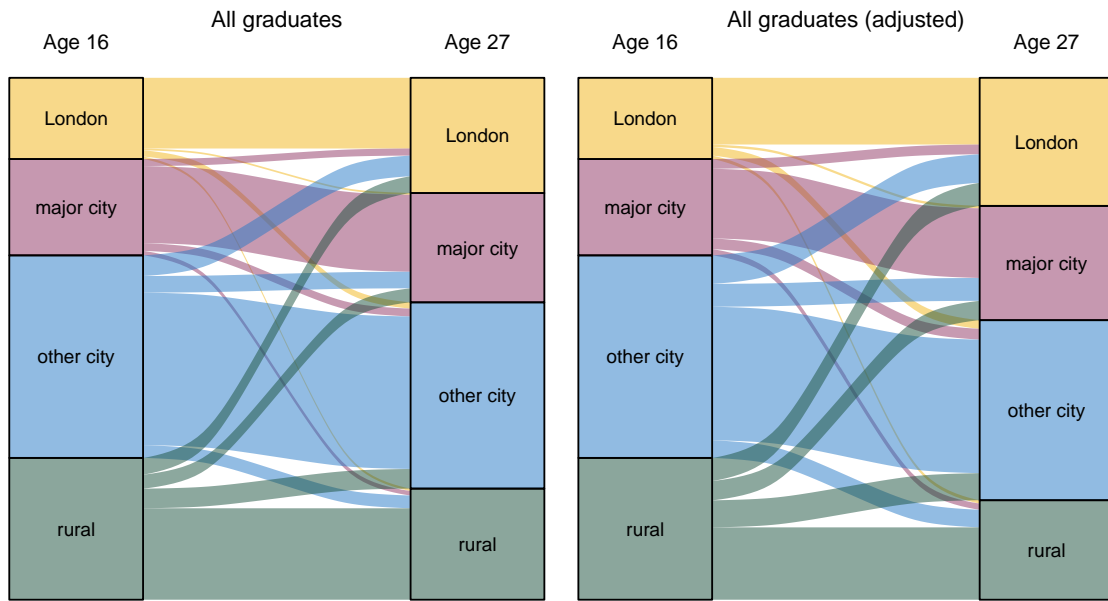 All graduates
Age 16
Age 27
London
major city
other city
rural
London
major city
other city
rural
All graduates (adjusted)
Age 16
Age 27
London
major city
other city
rural
London
major city
other city
rural